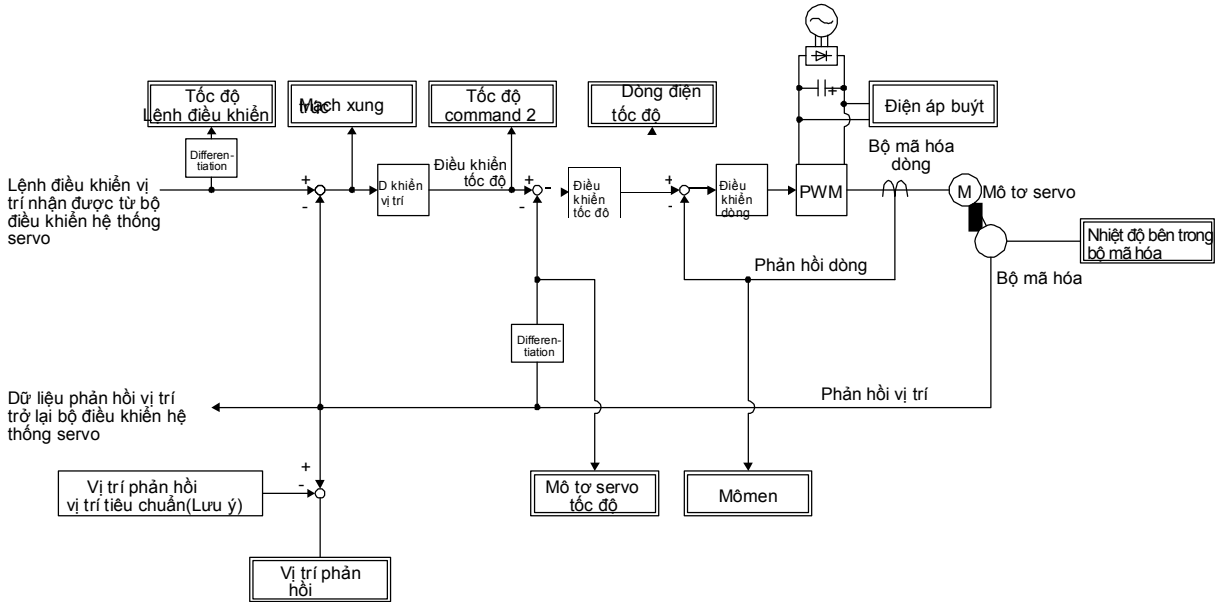 Tốc độ
Lệnh điều khiển
Mạch xung
Tốc độ
command 2
Dòng điện
tốc độ
Điện áp buýt
Bộ mã hóa
dòng
Differen-
tiation
Lệnh điều khiển vị
trí nhận được từ bộ
điều khiển hệ thống
servo
+
-
D khiển
vị trí
Điều khiển
tốc độ
+
-
-
Điều
khiển
tốc độ
+
-
Điều
khiển
dòng
PWM
+
M
Mô tơ servo
Nhiệt độ bên trong
bộ mã hóa
Bộ mã hóa
Phản hồi dòng
Differen-
tiation
Phản hồi vị trí
Dữ liệu phản hồi vị trí
trở lại bộ điều khiển hệ
thống servo
+
-
Vị trí phản hồi
vị trí tiêu chuẩn(Lưu ý)
Mô tơ servo
tốc độ
Mômen
Vị trí phản
hồi